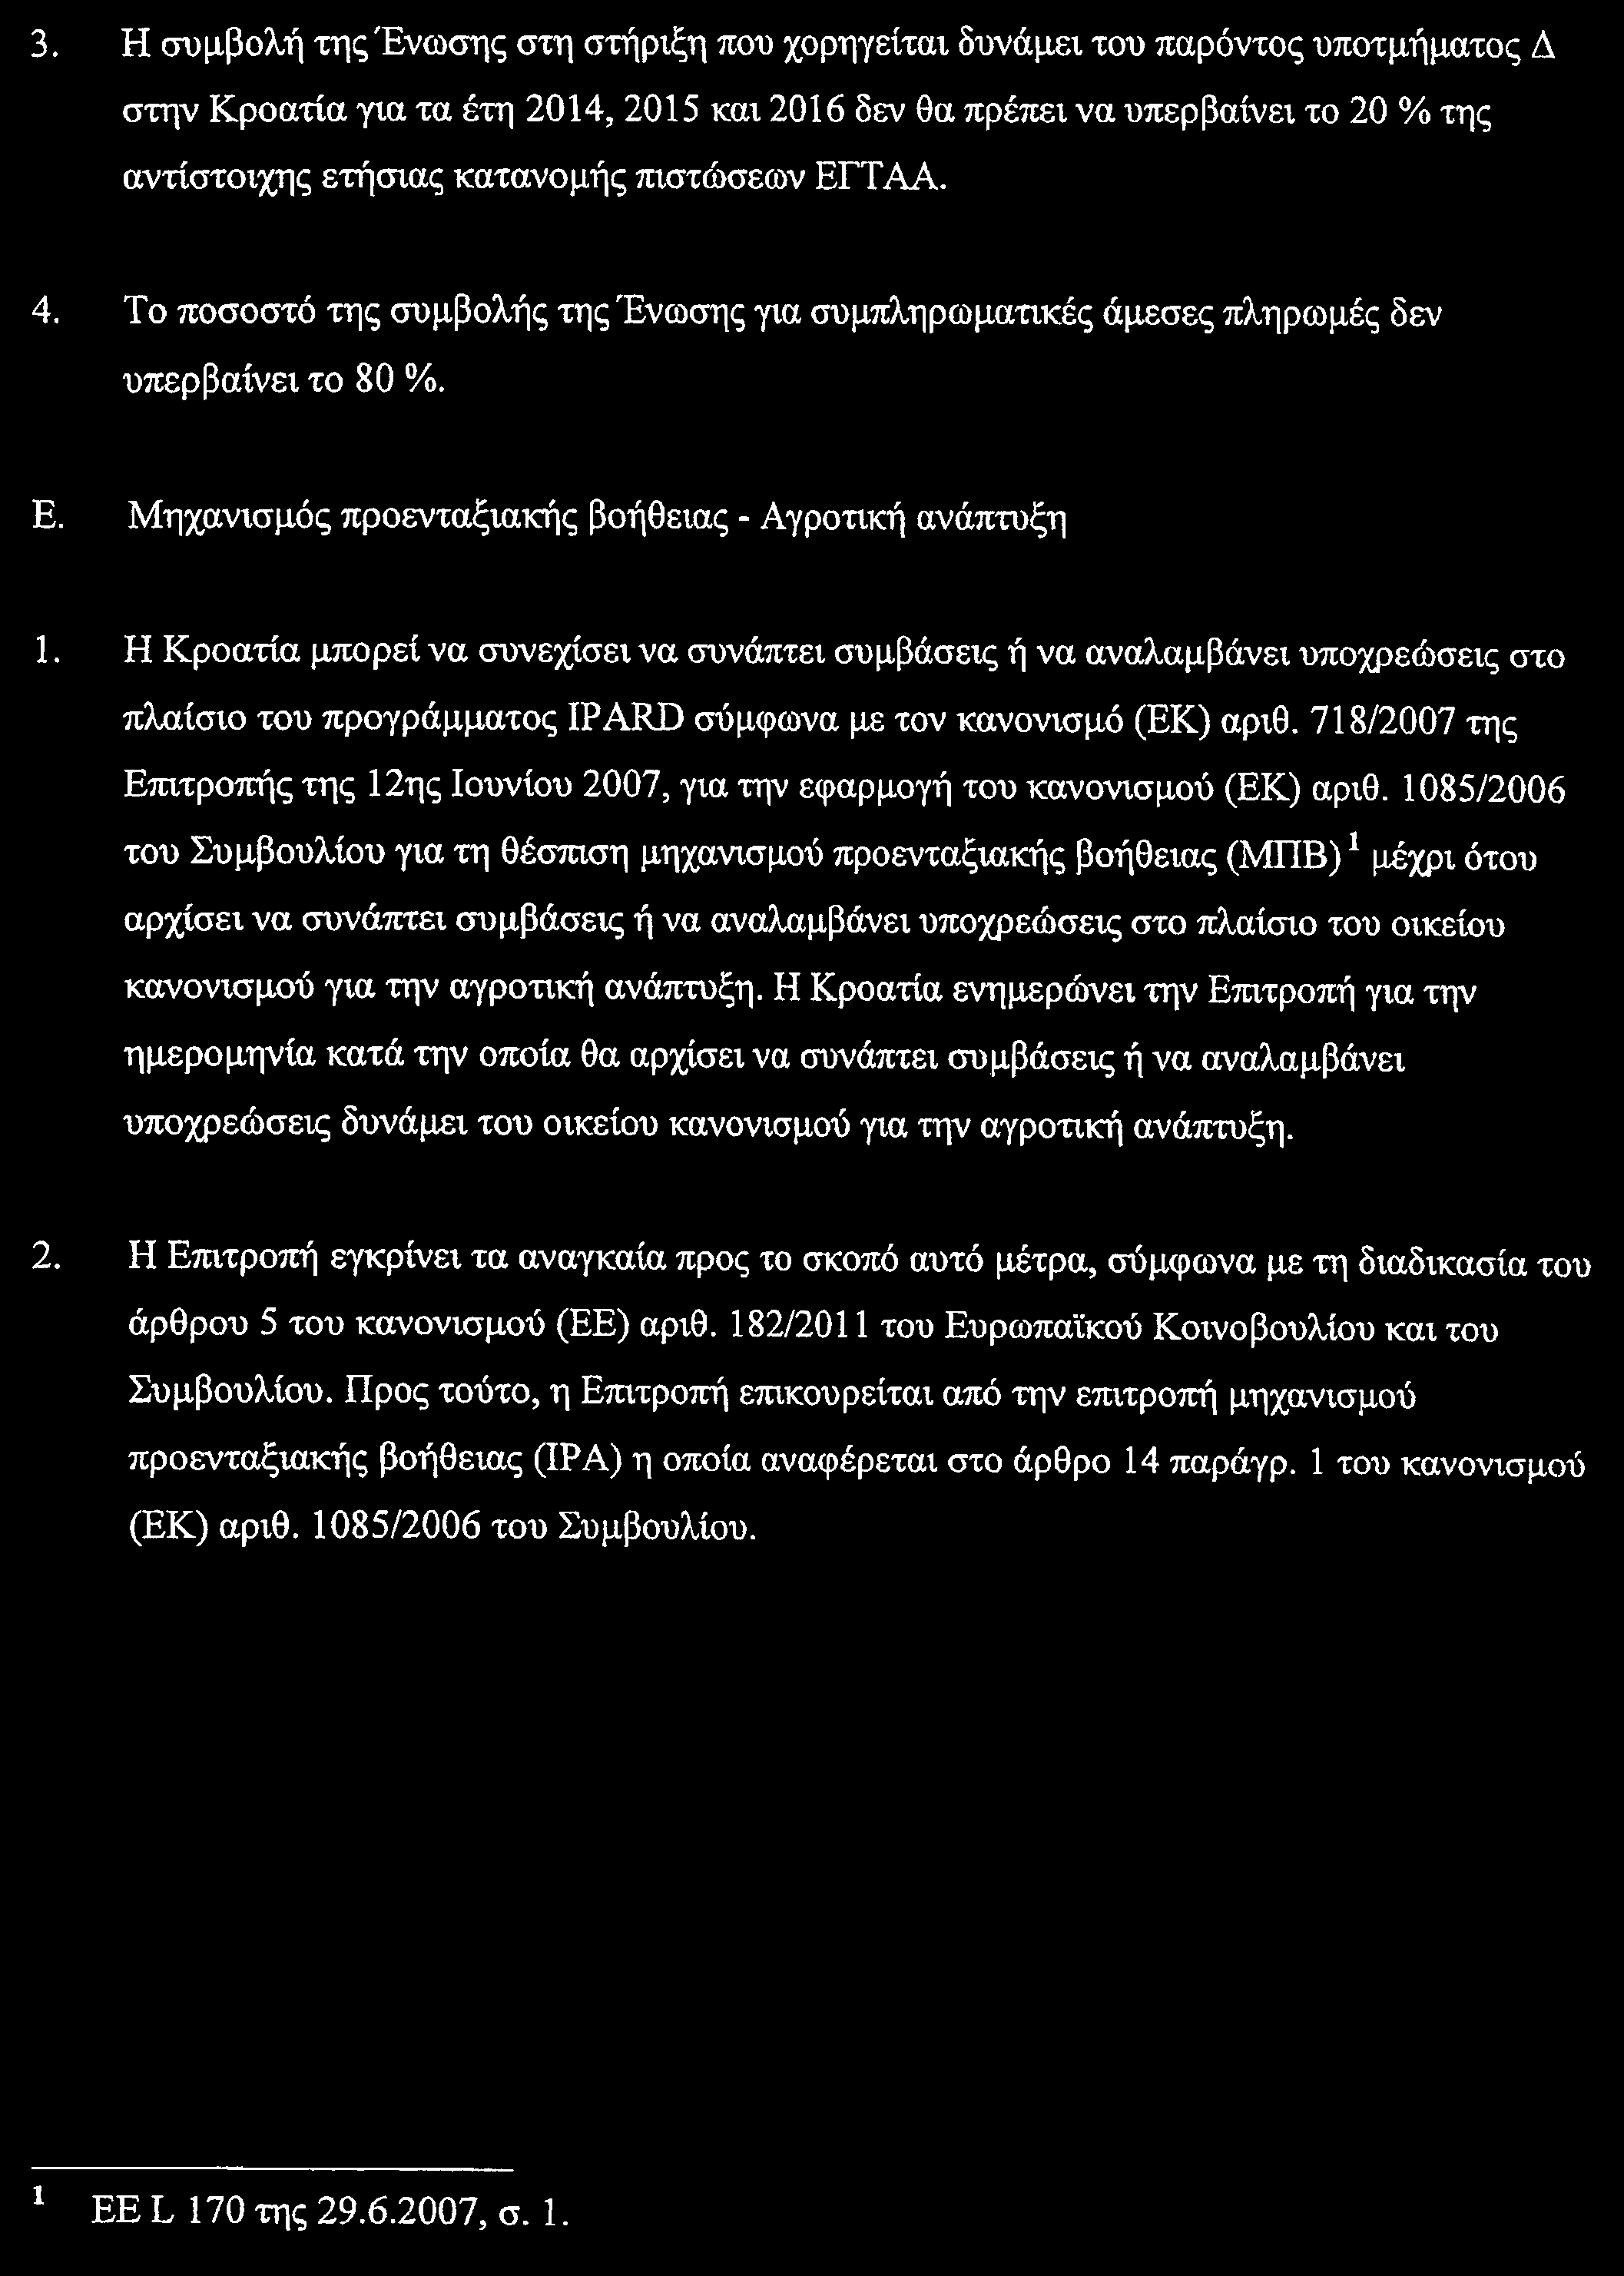 3. Η συμβολή της Ένωσης στη στήριξη που χορηγείται δυνάμει του παρόντος υποτμήματος Δ
στην Κροατία για τα έτη 2014, 2015 και 2016 δεν θα πρέπει να υπερβαίνει το 20 % της
αντίστοιχης ετήσιας κατανομής πιστώσεων ΕΓΤΑΑ.
4. Το ποσοστό της συμβολής της Ένωσης για συμπληρωματικές άμεσες πληρωμές δεν
υπερβαίνει το 80 %.
Ε. Μηχανισμός προενταξιακής βοήθειας - Αγροτική ανάπτυξη
1. Η Κροατία μπορεί να συνεχίσει να συνάπτει συμβάσεις ή να αναλαμβάνει υποχρεώσεις στο
πλαίσιο του προγράμματος IPARD σύμφωνα με τον κανονισμό (ΕΚ) αριθ. 718/2007 της
Επιτροπής της 12ης Ιουνίου 2007, για την εφαρμογή του κανονισμού (ΕΚ) αριθ. 1085/2006
του Συμβουλίου για τη θέσπιση μηχανισμού προενταξιακής βοήθειας (ΜΠΒ)¹ μέχρι ότου
αρχίσει να συνάπτει συμβάσεις ή να αναλαμβάνει υποχρεώσεις στο πλαίσιο του οικείου
κανονισμού για την αγροτική ανάπτυξη. Η Κροατία ενημερώνει την Επιτροπή για την
ημερομηνία κατά την οποία θα αρχίσει να συνάπτει συμβάσεις ή να αναλαμβάνει
υποχρεώσεις δυνάμει του οικείου κανονισμού για την αγροτική ανάπτυξη.
2. Η Επιτροπή εγκρίνει τα αναγκαία προς το σκοπό αυτό μέτρα, σύμφωνα με τη διαδικασία του
άρθρου 5 του κανονισμού (ΕΕ) αριθ. 182/2011 του Ευρωπαϊκού Κοινοβουλίου και του
Συμβουλίου. Προς τούτο, η Επιτροπή επικουρείται από την επιτροπή μηχανισμού
προενταξιακής βοήθειας (IPA) η οποία αναφέρεται στο άρθρο 14 παράγρ. 1 του κανονισμού
(ΕΚ) αριθ. 1085/2006 του Συμβουλίου.
¹ ΕΕ L 170 της 29.6.2007, σ. 1.